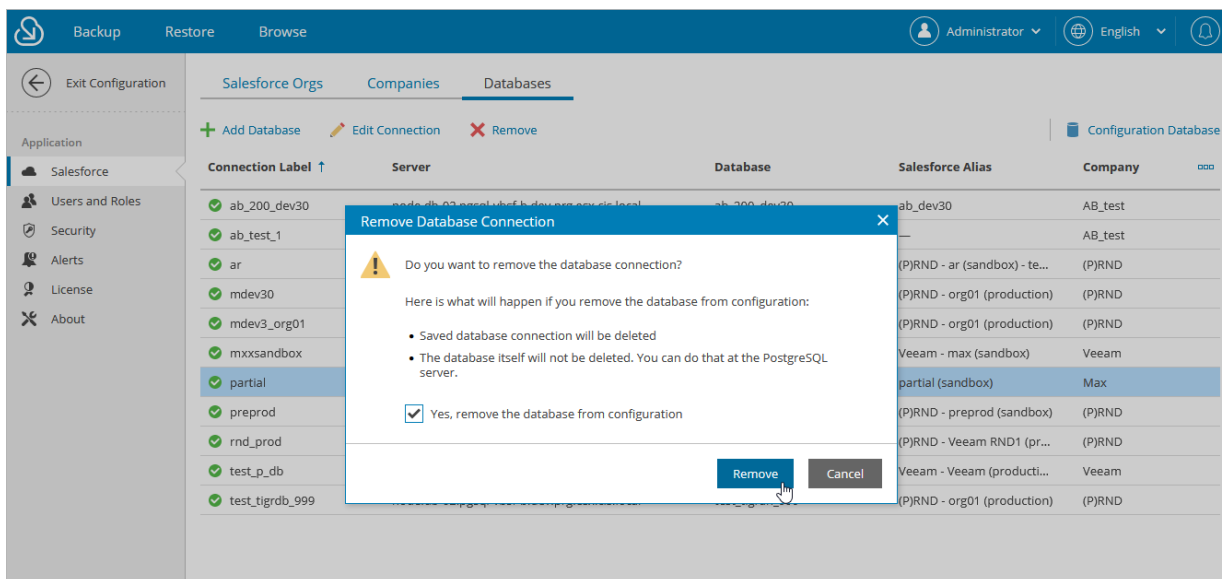 Backup Restore Browse Administrator English
Exit Configuration
Salesforce Orgs Companies Databases
Add Database Edit Connection Remove Configuration Database
Application
Salesforce
Users and Roles
Security
Alerts
License
About
Connection Label ↑ Server Database Salesforce Alias Company
ab_200_dev30 ab_dev30 AB_test
ab_test_1 — AB_test
ar (P)RND - ar (sandbox) - te... (P)RND
mdev30 (P)RND - org01 (production) (P)RND
mdev3_org01 (P)RND - org01 (production) (P)RND
mxxsandbox Veeam - max (sandbox) Veeam
partial partial (sandbox) Max
preprod (P)RND - preprod (sandbox) (P)RND
rnd_prod (P)RND - Veeam RND1 (pr... (P)RND
test_p_db Veeam - Veeam (producti... Veeam
test_tigrdb_999 (P)RND - org01 (production) (P)RND
Remove Database Connection
Do you want to remove the database connection?
Here is what will happen if you remove the database from configuration:
• Saved database connection will be deleted
• The database itself will not be deleted. You can do that at the PostgreSQL
server.
Yes, remove the database from configuration
Remove Cancel